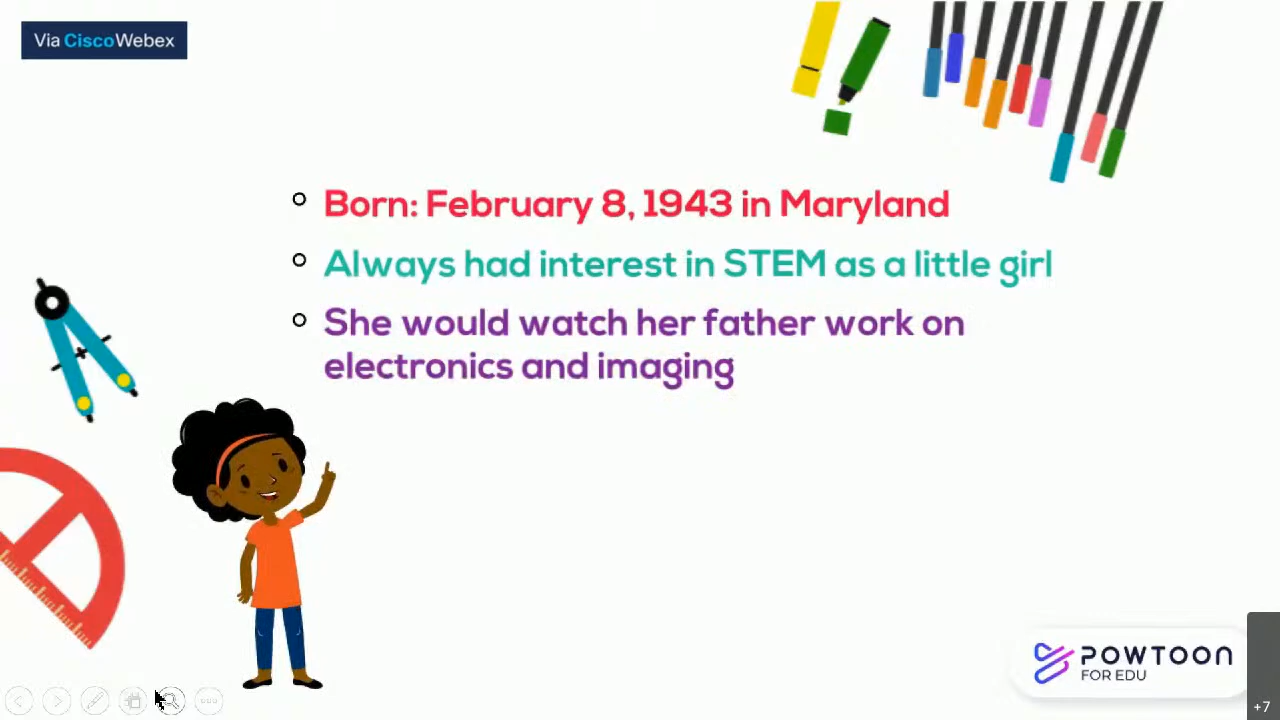 Via CiscoWebex
Born: February 8, 1943 in Maryland
Always had interest in STEM as a little girl
She would watch her father work on
electronics and imaging
POWTOON
FOR EDU
+7